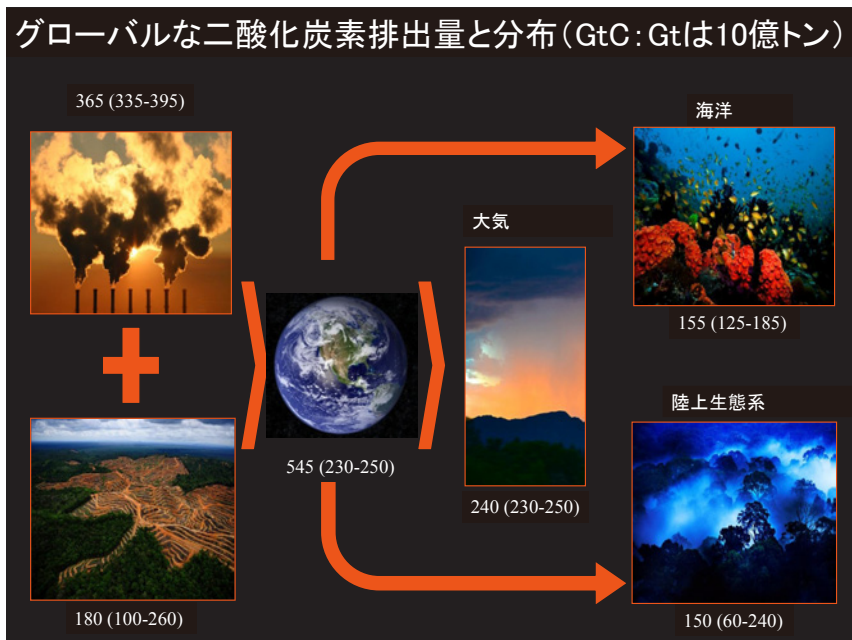 グローバルな二酸化炭素排出量と分布（GtC：Gtは10億トン）
365 (335-395)
海洋
大気
155 (125-185)
陸上生態系
545 (230-250)
240 (230-250)
180 (100-260)
150 (60-240)